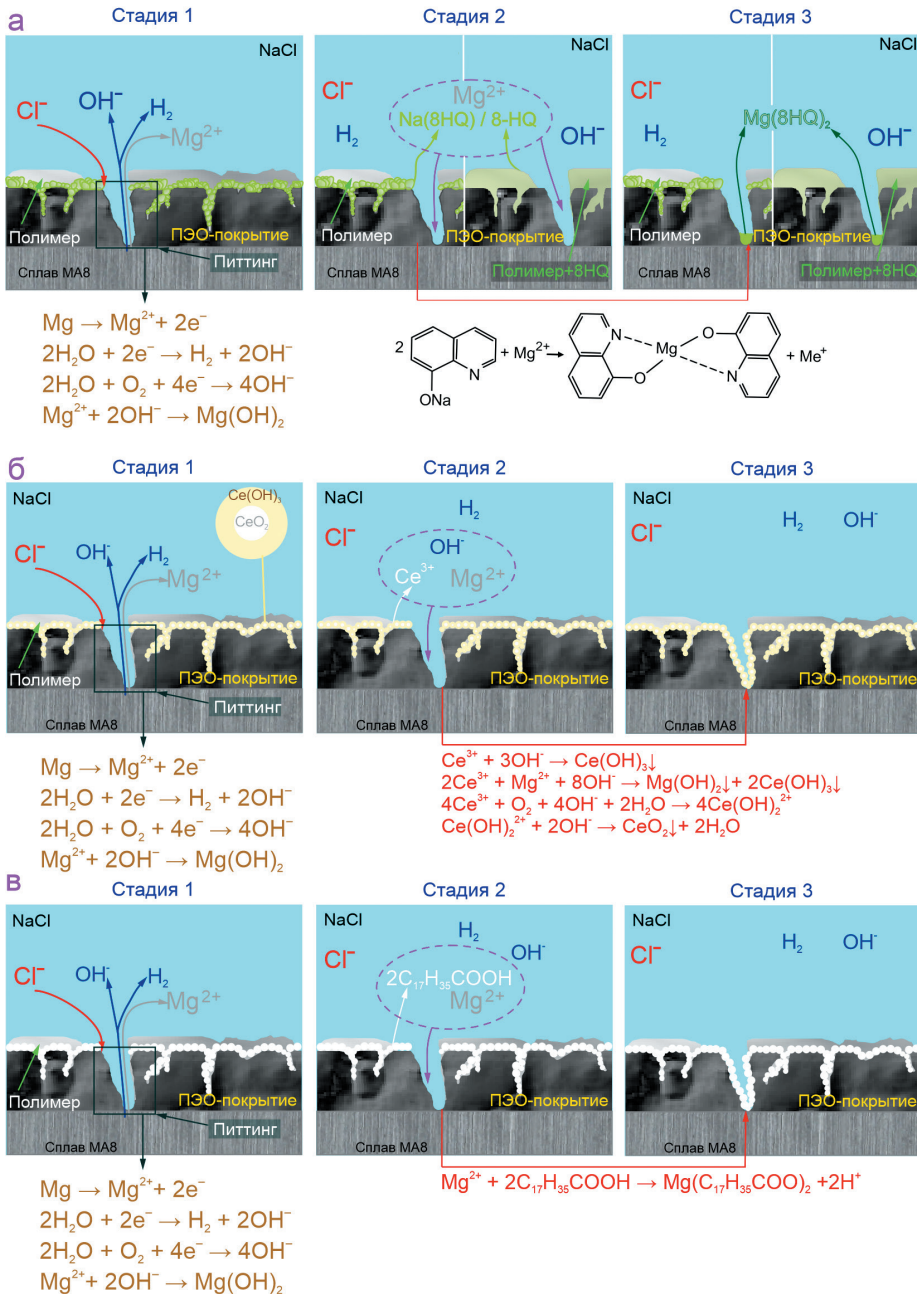 а
Стадия 1
Стадия 2
Стадия 3
NaCl
Cl⁻
OH⁻
H₂
Mg²⁺
Полимер
ПЭО-покрытие
Сплав МА8
Питтинг
Cl⁻
H₂
Mg²⁺
Na(8HQ) / 8-HQ
OH⁻
Полимер
ПЭО-покрытие
Сплав МА8
Полимер+8HQ
NaCl
Cl⁻
H₂
Mg(8HQ)₂
OH⁻
Полимер
ПЭО-покрытие
Сплав МА8
Полимер+8HQ
Mg → Mg²⁺+ 2e⁻
2H₂O + 2e⁻ → H₂ + 2OH⁻
2H₂O + O₂ + 4e⁻ → 4OH⁻
Mg²⁺+ 2OH⁻ → Mg(OH)₂
2
N
ONa
+ Mg²⁺
N
O
Mg
O
N
+ Me⁺
б
Стадия 1
Стадия 2
Стадия 3
NaCl
Ce(OH)₃
CeO₂
Cl⁻
OH⁻
H₂
Mg²⁺
Полимер
ПЭО-покрытие
Сплав МА8
Питтинг
NaCl
H₂
Cl⁻
OH⁻
Ce³⁺
Mg²⁺
ПЭО-покрытие
Сплав МА8
NaCl
H₂
OH⁻
Cl⁻
ПЭО-покрытие
Сплав МА8
Mg → Mg²⁺+ 2e⁻
2H₂O + 2e⁻ → H₂ + 2OH⁻
2H₂O + O₂ + 4e⁻ → 4OH⁻
Mg²⁺+ 2OH⁻ → Mg(OH)₂
Ce³⁺ + 3OH⁻ → Ce(OH)₃↓
2Ce³⁺ + Mg²⁺ + 8OH⁻ → Mg(OH)₂↓ + 2Ce(OH)₃↓
4Ce³⁺ + O₂ + 4OH⁻ + 2H₂O → 4Ce(OH)₂²⁺
Ce(OH)₂²⁺ + 2OH⁻ → CeO₂↓ + 2H₂O
в
Стадия 1
Стадия 2
Стадия 3
NaCl
Cl⁻
OH⁻
H₂
Mg²⁺
Полимер
ПЭО-покрытие
Сплав МА8
Питтинг
NaCl
H₂
Cl⁻
OH⁻
2C₁₇H₃₅COOH
Mg²⁺
ПЭО-покрытие
Сплав МА8
NaCl
H₂
OH⁻
Cl⁻
ПЭО-покрытие
Сплав МА8
Mg → Mg²⁺+ 2e⁻
2H₂O + 2e⁻ → H₂ + 2OH⁻
2H₂O + O₂ + 4e⁻ → 4OH⁻
Mg²⁺+ 2OH⁻ → Mg(OH)₂
Mg²⁺ + 2C₁₇H₃₅COOH → Mg(C₁₇H₃₅COO)₂ +2H⁺